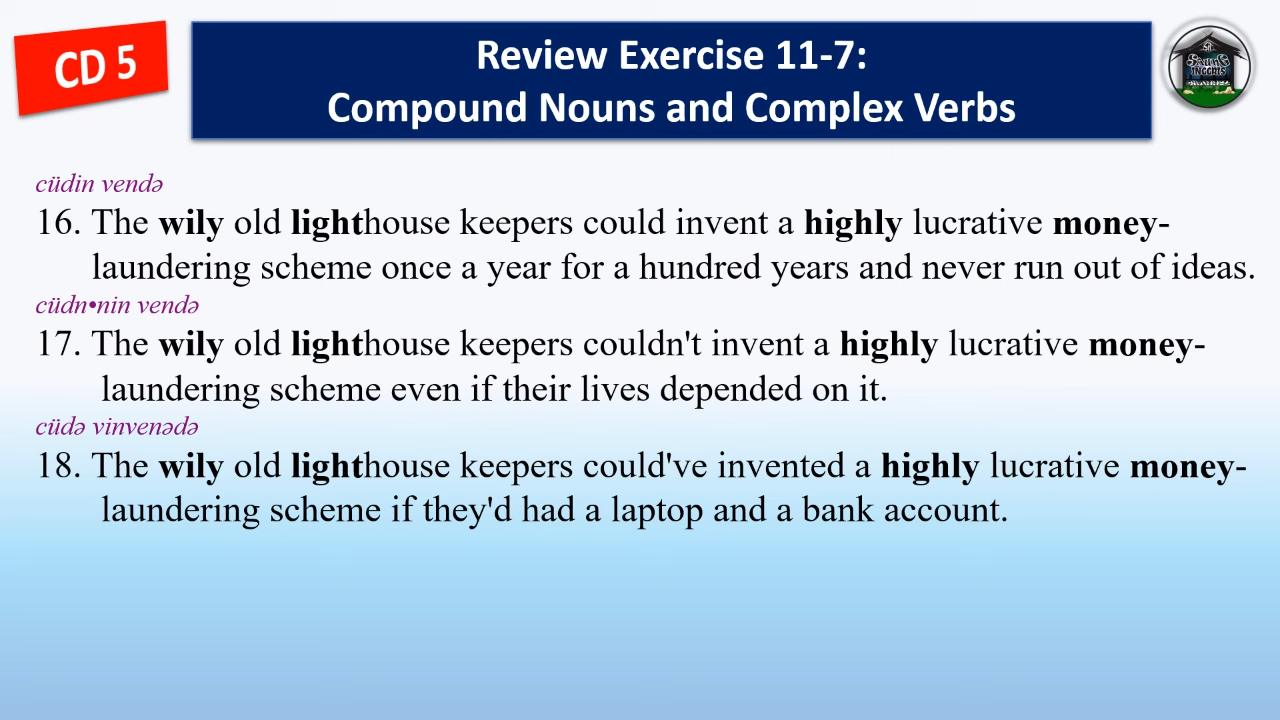 CD 5
Review Exercise 11-7:
Compound Nouns and Complex Verbs
cüdin vendə
16. The wily old lighthouse keepers could invent a highly lucrative money-
laundering scheme once a year for a hundred years and never run out of ideas.
cüdn•nin vendə
17. The wily old lighthouse keepers couldn't invent a highly lucrative money-
laundering scheme even if their lives depended on it.
cüdə vinvenədə
18. The wily old lighthouse keepers could've invented a highly lucrative money-
laundering scheme if they'd had a laptop and a bank account.